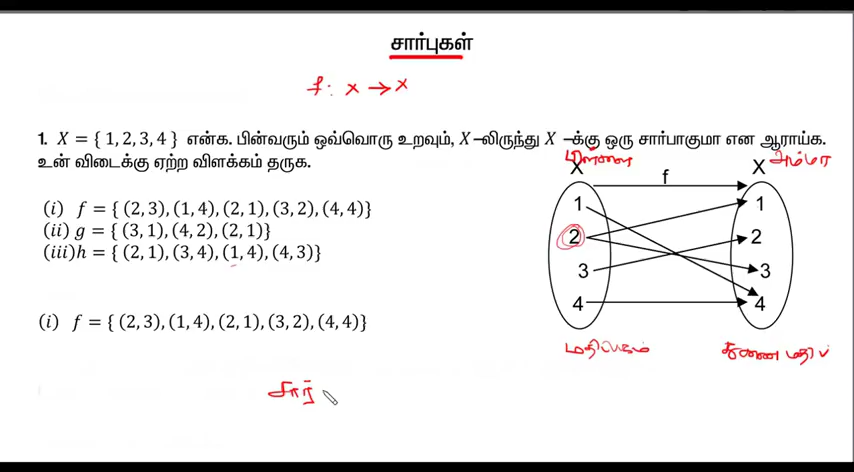 சார்புகள்
f: x → x
1. X = { 1, 2, 3, 4 } என்க. பின்வரும் ஒவ்வொரு உறவும், X-லிருந்து X -க்கு ஒரு சார்பாகுமா என ஆராய்க.
உன் விடைக்கு ஏற்ற விளக்கம் தருக.
பிள்ளை அம்மா
X f X
(i) f = { (2, 3), (1, 4), (2, 1), (3, 2), (4, 4)}
(ii) g = { (3, 1), (4, 2), (2, 1)}
(iii) h = { (2, 1), (3, 4), (1, 4), (4, 3)}
1 1
2 2
3 3
4 4
(i) f = { (2, 3), (1, 4), (2, 1), (3, 2), (4, 4)}
மதிப்பகம் துணை மதிப்
சார்